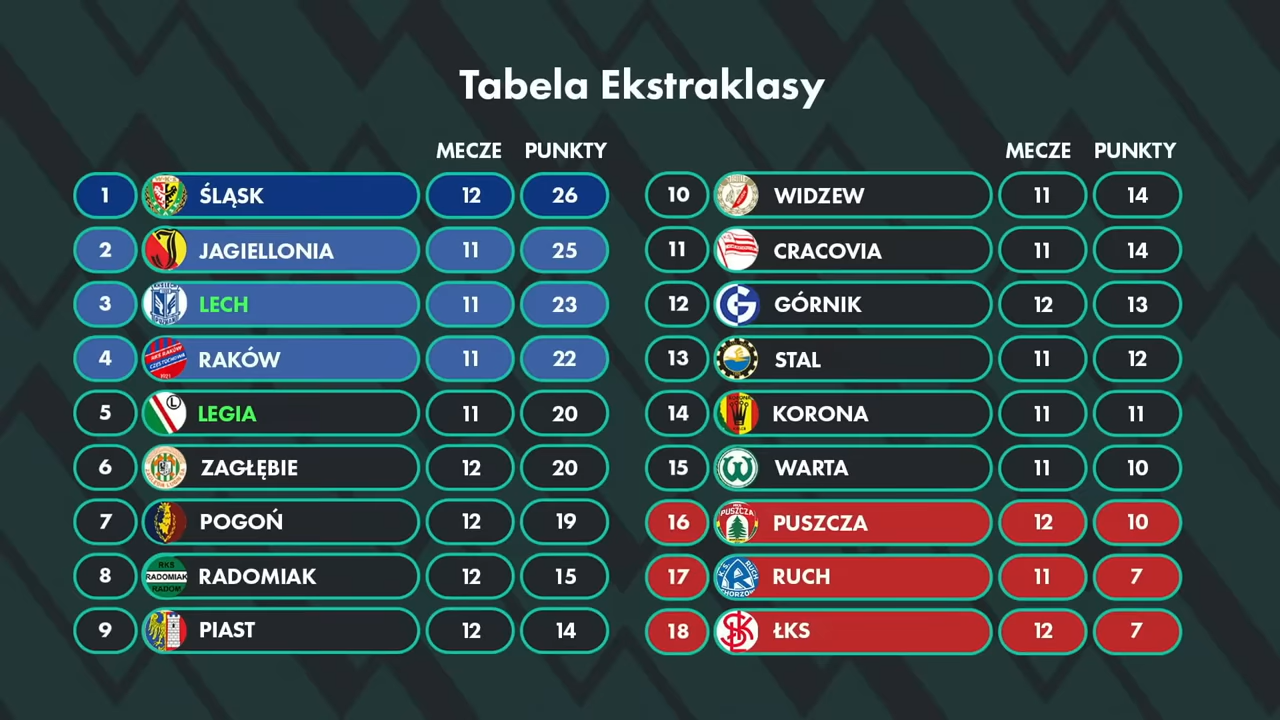 Tabela Ekstraklasy
MECZE PUNKTY
1 ŚLĄSK 12 26
2 JAGIELLONIA 11 25
3 LECH 11 23
4 RAKÓW 11 22
5 LEGIA 11 20
6 ZAGŁĘBIE 12 20
7 POGOŃ 12 19
8 RKS RADOMIAK RADOM RADOMIAK 12 15
9 PIAST 12 14
MECZE PUNKTY
10 WIDZEW 11 14
11 CRACOVIA 11 14
12 GÓRNIK 12 13
13 STAL 11 12
14 KORONA 11 11
15 WARTA 11 10
16 PUSZCZA PUSZCZA 12 10
17 RUCH 11 7
18 ŁKS 12 7